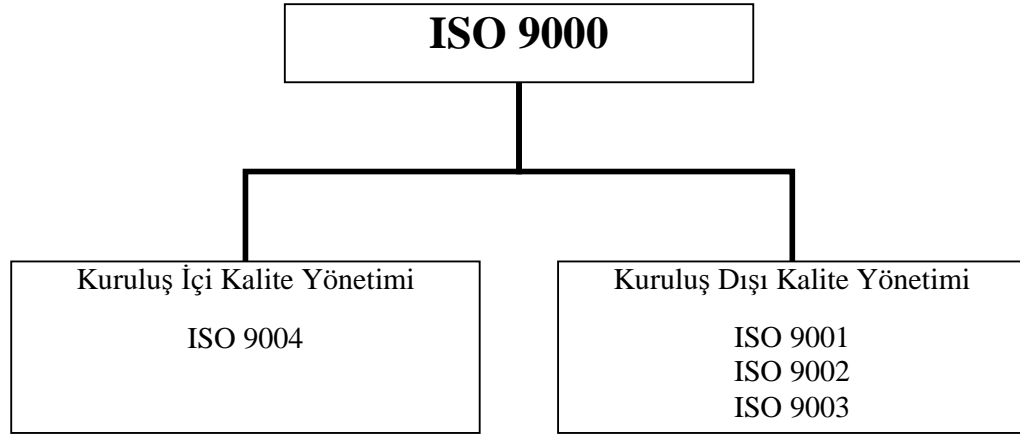 ISO 9000
Kuruluş İçi Kalite Yönetimi
ISO 9004
Kuruluş Dışı Kalite Yönetimi
ISO 9001
ISO 9002
ISO 9003